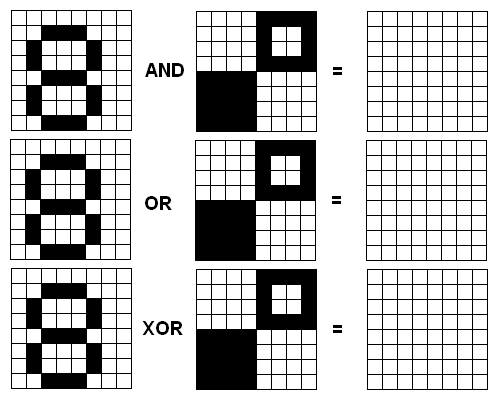 AND =
OR =
XOR =